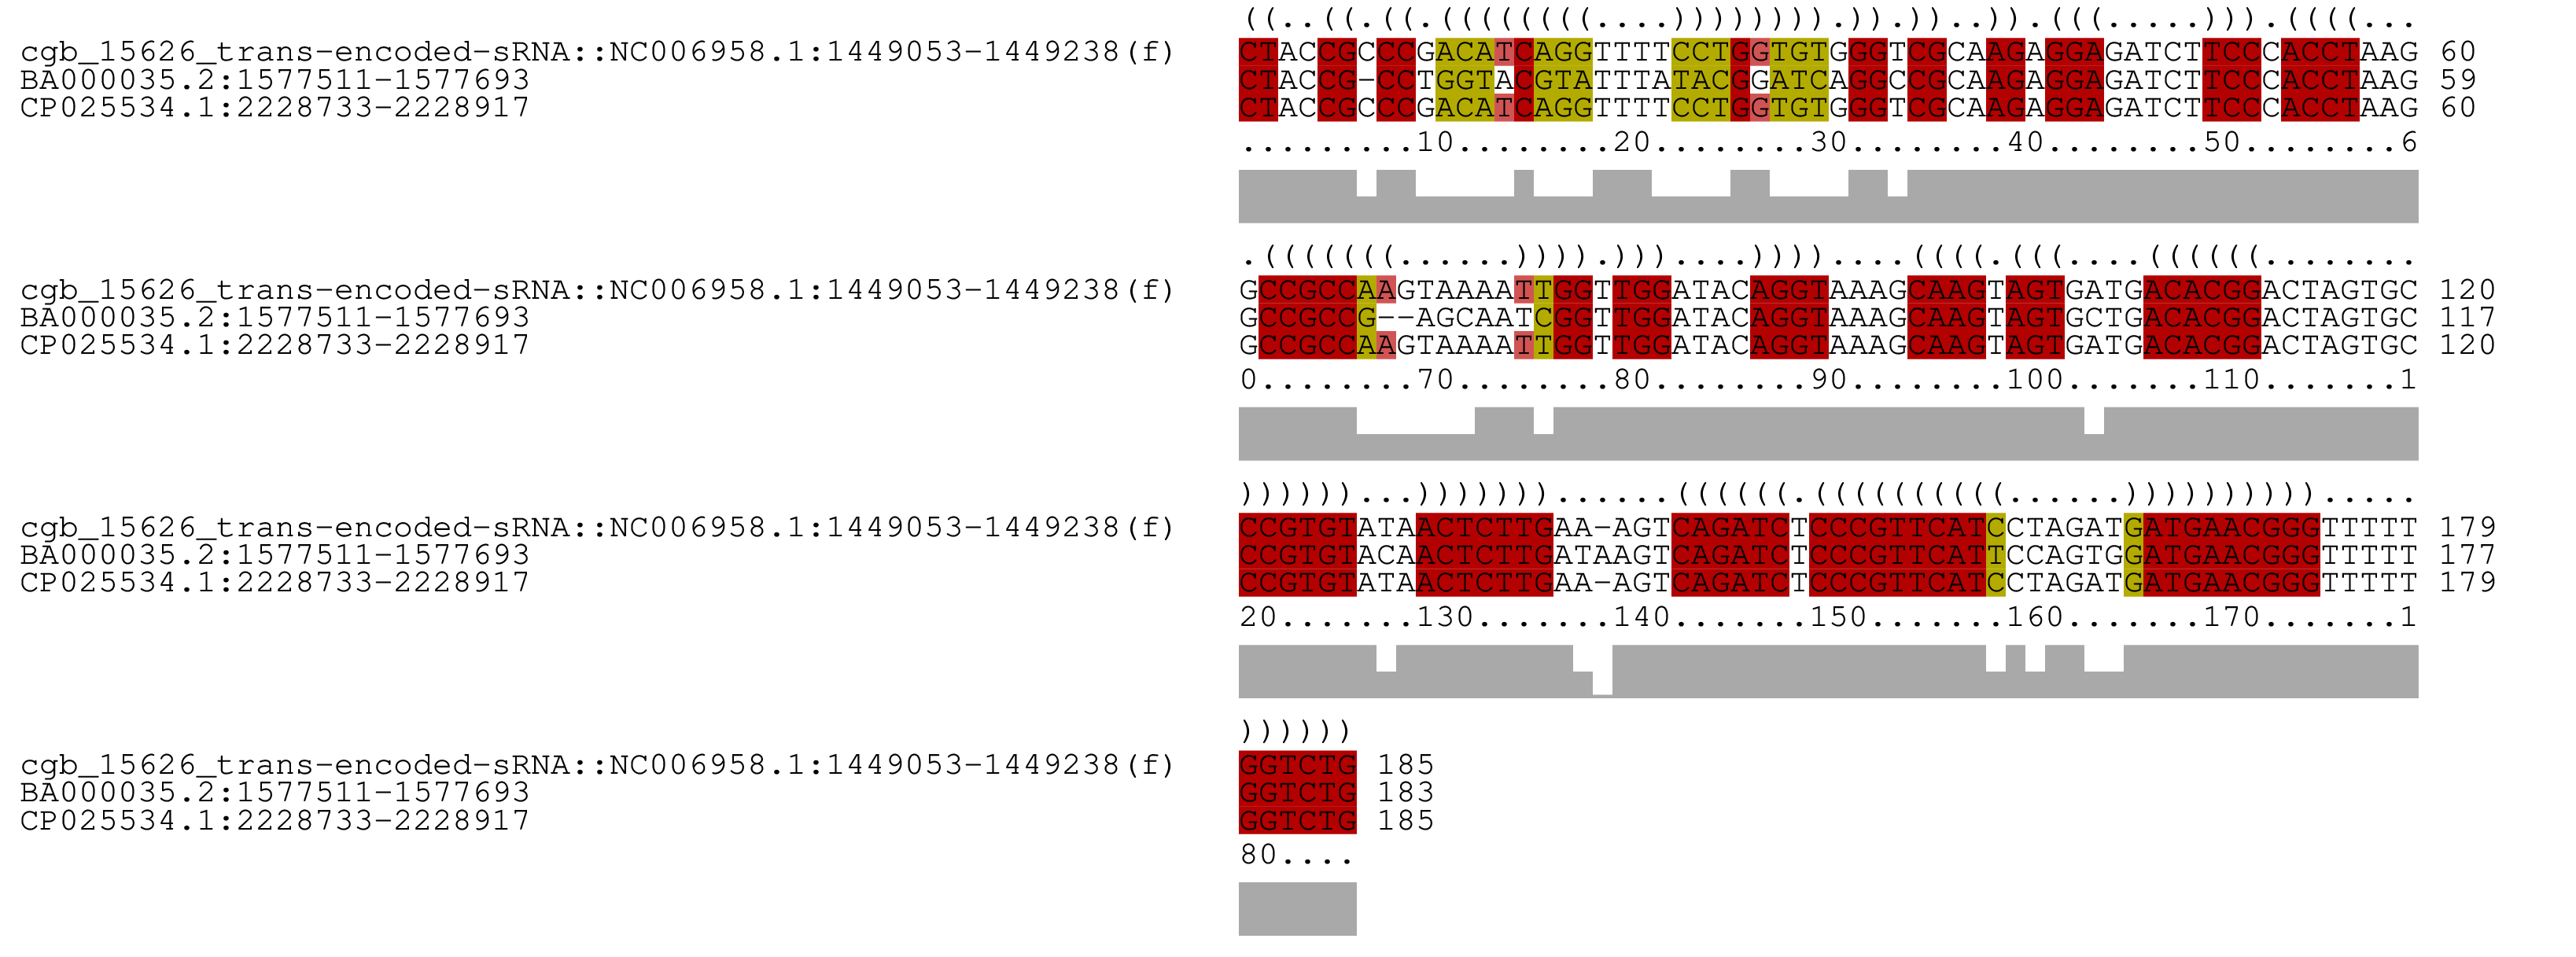 ((..((.((.((((((((....)))))))).)).))..)).(((.....))).((((...
cgb_15626_trans-encoded-sRNA::NC006958.1:1449053-1449238(f) CTACCGCCCGACATCAGGTTTTCCTGGTGTGGGTCGCAAGAGGAGATCTTCCCACCTAAG 60
BA000035.2:1577511-1577693 CTACCG-CCTGGTACGTATTTATACGGATCAGGCCGCAAGAGGAGATCTTCCCACCTAAG 59
CP025534.1:2228733-2228917 CTACCGCCCGACATCAGGTTTTCCTGGTGTGGGTCGCAAGAGGAGATCTTCCCACCTAAG 60
.........10........20........30........40........50........6
.(((((((......)))).)))....))))....((((.(((....((((((........
cgb_15626_trans-encoded-sRNA::NC006958.1:1449053-1449238(f) GCCGCCAAGTAAAATTGGTTGGATACAGGTAAAGCAAGTAGTGATGACACGGACTAGTGC 120
BA000035.2:1577511-1577693 GCCGCCG--AGCAATCGGTTGGATACAGGTAAAGCAAGTAGTGCTGACACGGACTAGTGC 117
CP025534.1:2228733-2228917 GCCGCCAAGTAAAATTGGTTGGATACAGGTAAAGCAAGTAGTGATGACACGGACTAGTGC 120
0........70........80........90........100.......110.......1
))))))...)))))))......((((((.((((((((((......)))))))))).....
cgb_15626_trans-encoded-sRNA::NC006958.1:1449053-1449238(f) CCGTGTATAACTCTTGAA-AGTCAGATCTCCCGTTCATCCTAGATGATGAACGGGTTTTT 179
BA000035.2:1577511-1577693 CCGTGTACAACTCTTGATAAGTCAGATCTCCCGTTCATTCCAGTGGATGAACGGGTTTTT 177
CP025534.1:2228733-2228917 CCGTGTATAACTCTTGAA-AGTCAGATCTCCCGTTCATCCTAGATGATGAACGGGTTTTT 179
20.......130.......140.......150.......160.......170.......1
))))))
cgb_15626_trans-encoded-sRNA::NC006958.1:1449053-1449238(f) GGTCTG 185
BA000035.2:1577511-1577693 GGTCTG 183
CP025534.1:2228733-2228917 GGTCTG 185
80....